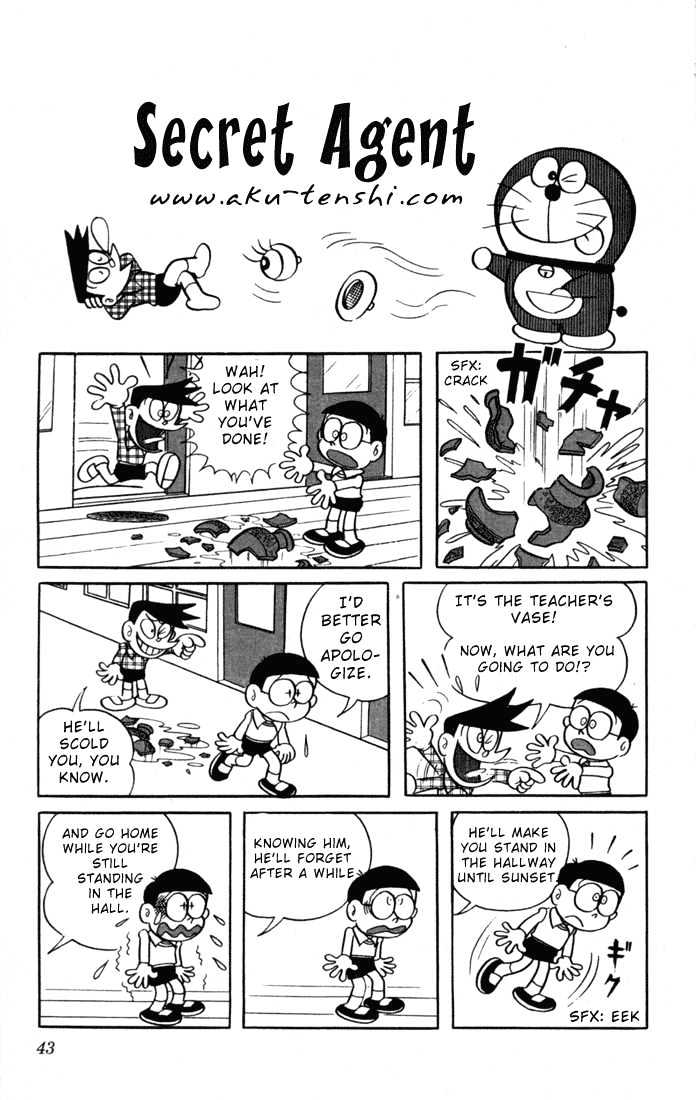 Secret Agent
www.aku-tenshi.com
SFX:
CRACK
ガチャ
WAH!
LOOK AT
WHAT
YOU'VE
DONE!
IT'S THE TEACHER'S
VASE!
NOW, WHAT ARE YOU
GOING TO DO!?
I'D
BETTER
GO
APOLO-
GIZE.
HE'LL
SCOLD
YOU, YOU
KNOW.
HE'LL MAKE
YOU STAND IN
THE HALLWAY
UNTIL SUNSET.
ギク
SFX: EEK
KNOWING HIM,
HE'LL FORGET
AFTER A WHILE
AND GO HOME
WHILE YOU'RE
STILL
STANDING
IN THE
HALL.
43